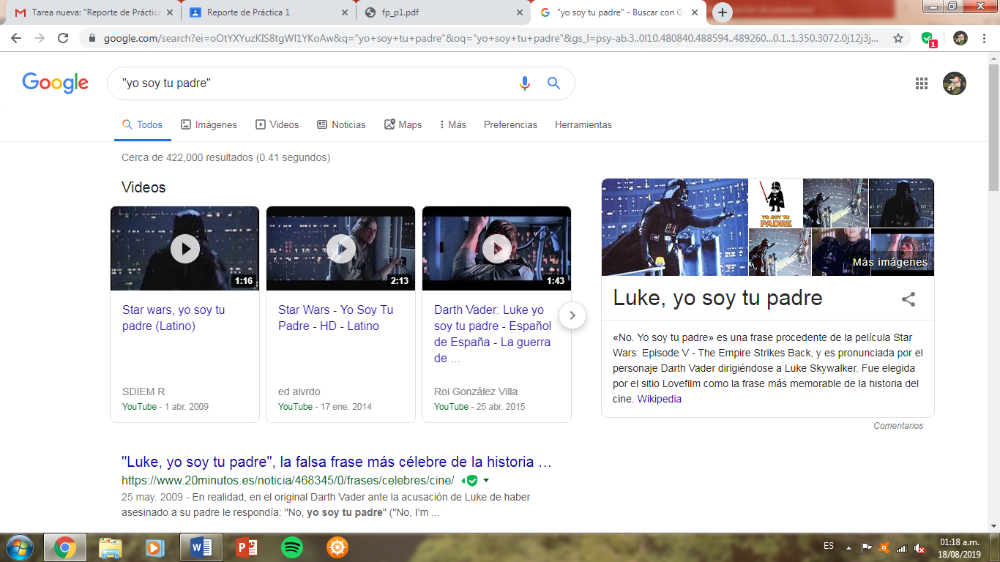 Tarea nueva: "Reporte de Práctica
Reporte de Práctica 1
fp_p1.pdf
"yo soy tu padre" - Buscar con G
google.com/search?ei=oOtYXYuzKIS8tgWI1YKoAw&q="yo+soy+tu+padre"&oq="yo+soy+tu+padre"&gs_l=psy-ab.3..0l10.480840.488594..489260...0.1..1.350.3072.0j12j3j...
1
Google
"yo soy tu padre"
Todos
Imágenes
Videos
Noticias
Maps
Más
Preferencias
Herramientas
Cerca de 422,000 resultados (0.41 segundos)
Videos
1:16
Star wars, yo soy tu
padre (Latino)
SDIEM R
YouTube - 1 abr. 2009
2:13
Star Wars - Yo Soy Tu
Padre - HD - Latino
ed aivrdo
YouTube - 17 ene. 2014
1:43
Darth Vader: Luke yo
soy tu padre - Español
de España - La guerra
de ...
Roi González Villa
YouTube - 25 abr. 2015
YO SOY TU
PADRE
Más imágenes
Luke, yo soy tu padre
«No. Yo soy tu padre» es una frase procedente de la película Star
Wars: Episode V - The Empire Strikes Back, y es pronunciada por el
personaje Darth Vader dirigiéndose a Luke Skywalker. Fue elegida
por el sitio Lovefilm como la frase más memorable de la historia del
cine. Wikipedia
Comentarios
"Luke, yo soy tu padre", la falsa frase más célebre de la historia ...
https://www.20minutos.es/noticia/468345/0/frases/celebres/cine/
25 may. 2009 - En realidad, en el original Darth Vader ante la acusación de Luke de haber
asesinado a su padre le respondía: "No, yo soy tu padre" ("No, I'm ...
ES
01:18 a.m.
18/08/2019